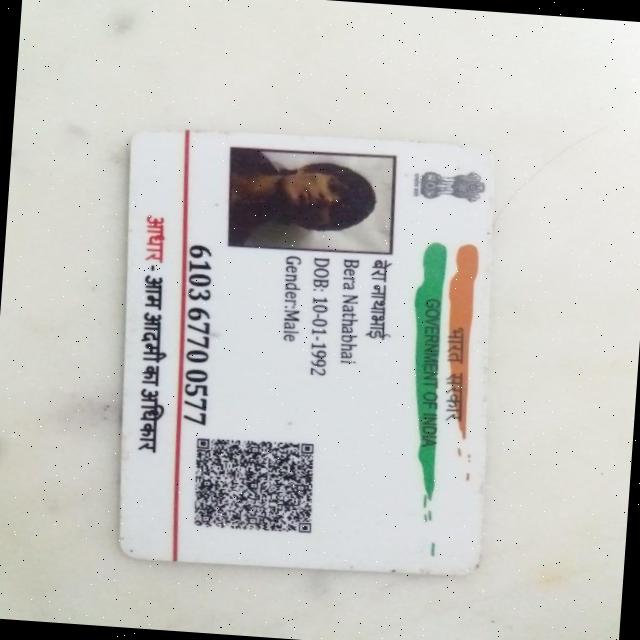 भारत सरकार
GOVERNMENT OF INDIA
बेरा नाथाभाई
Bera Nathabhai
DOB: 10-01-1992
Gender:Male
6103 6770 0577
आधार - आम आदमी का अधिकार